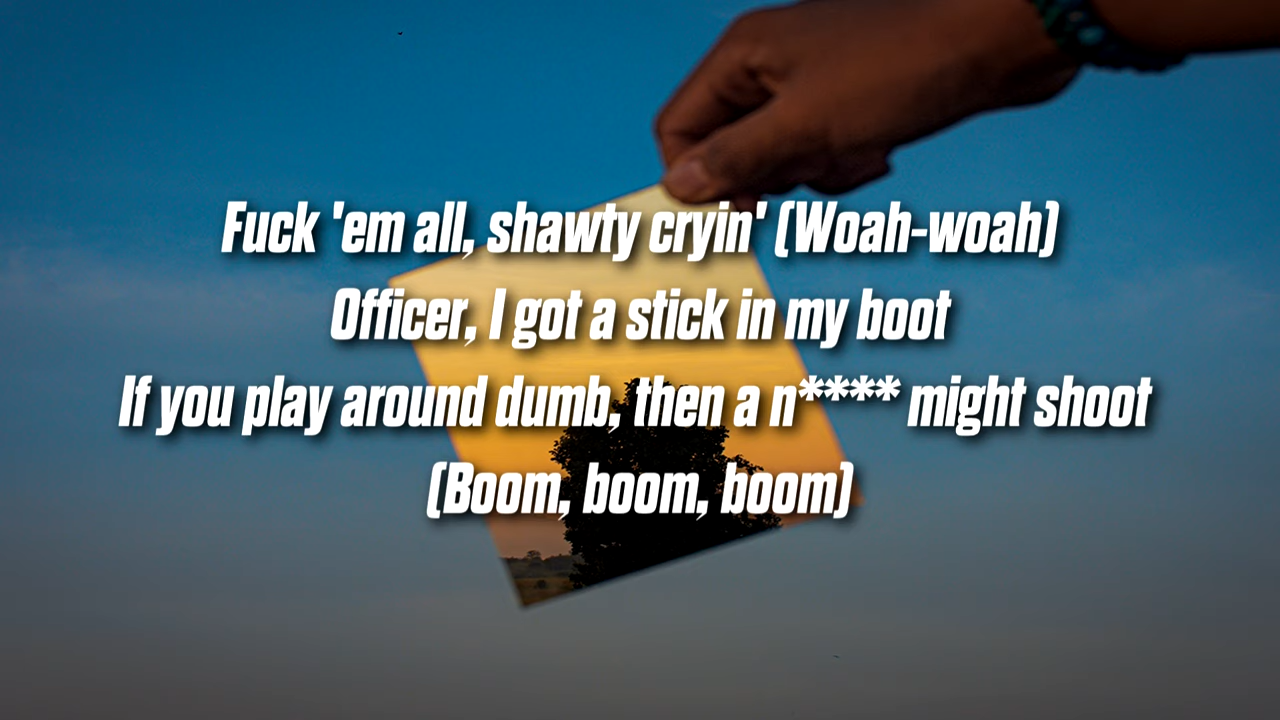 Fuck 'em all, shawty cryin' (Woah-woah)
Officer, I got a stick in my boot
If you play around dumb, then a n**** might shoot
(Boom, boom, boom)